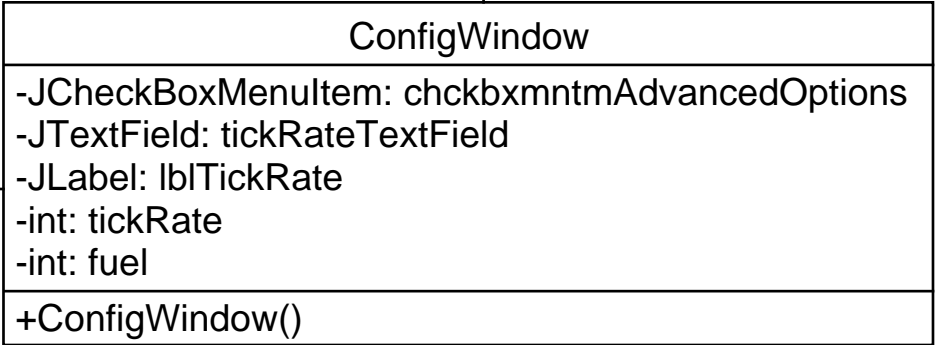 ConfigWindow
-JCheckBoxMenuItem: chckbxmntmAdvancedOptions
-JTextField: tickRateTextField
-JLabel: lblTickRate
-int: tickRate
-int: fuel
+ConfigWindow()